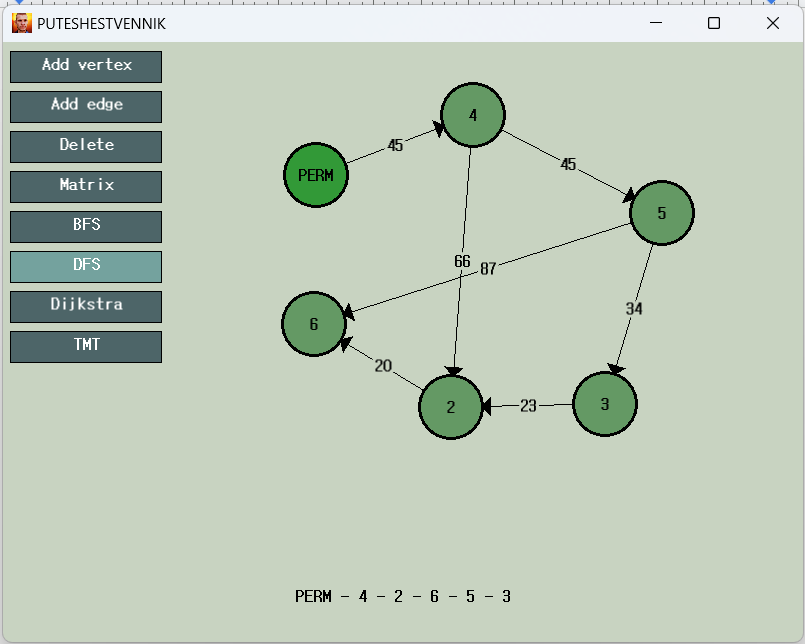 PUTESHESTVENNIK
Add vertex
Add edge
Delete
Matrix
BFS
DFS
Dijkstra
TMT
4
45
PERM
45
5
66
87
34
6
20
2
23
3
PERM - 4 - 2 - 6 - 5 - 3